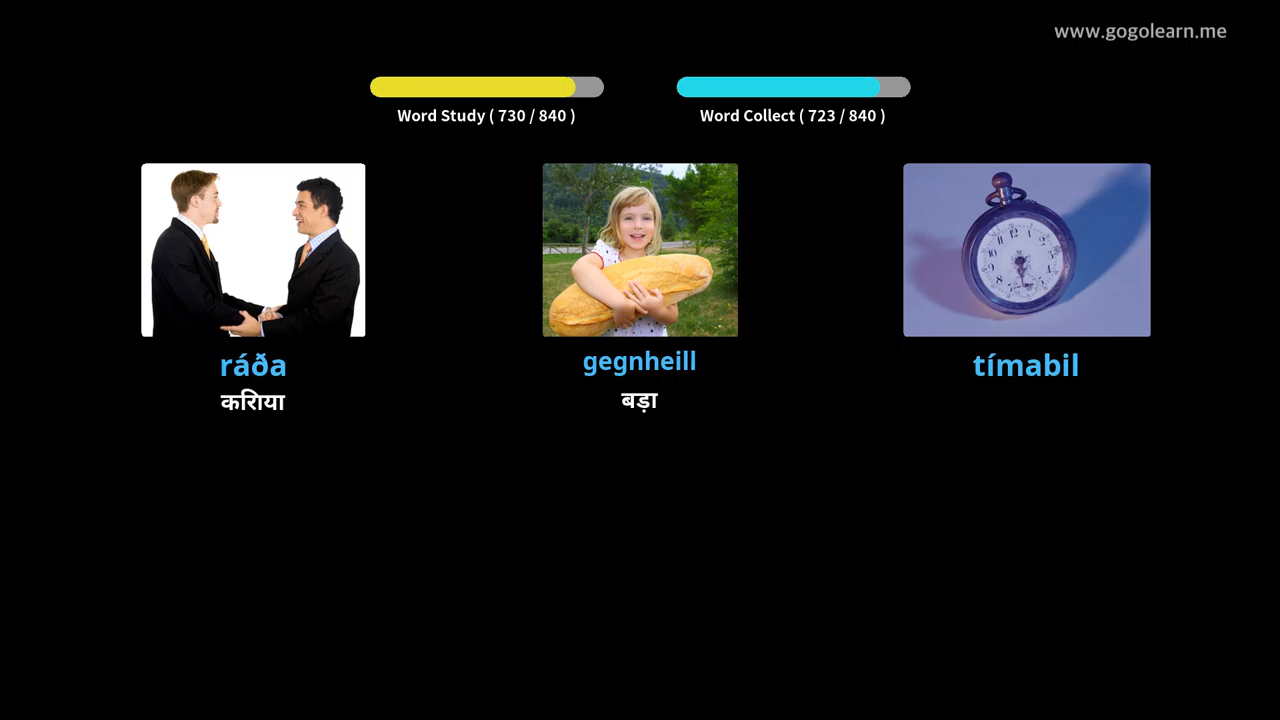 www.gogolearn.me
Word Study ( 730 / 840 )
Word Collect ( 723 / 840 )
ráða
gegnheill
tímabil
करिाया
बड़ा